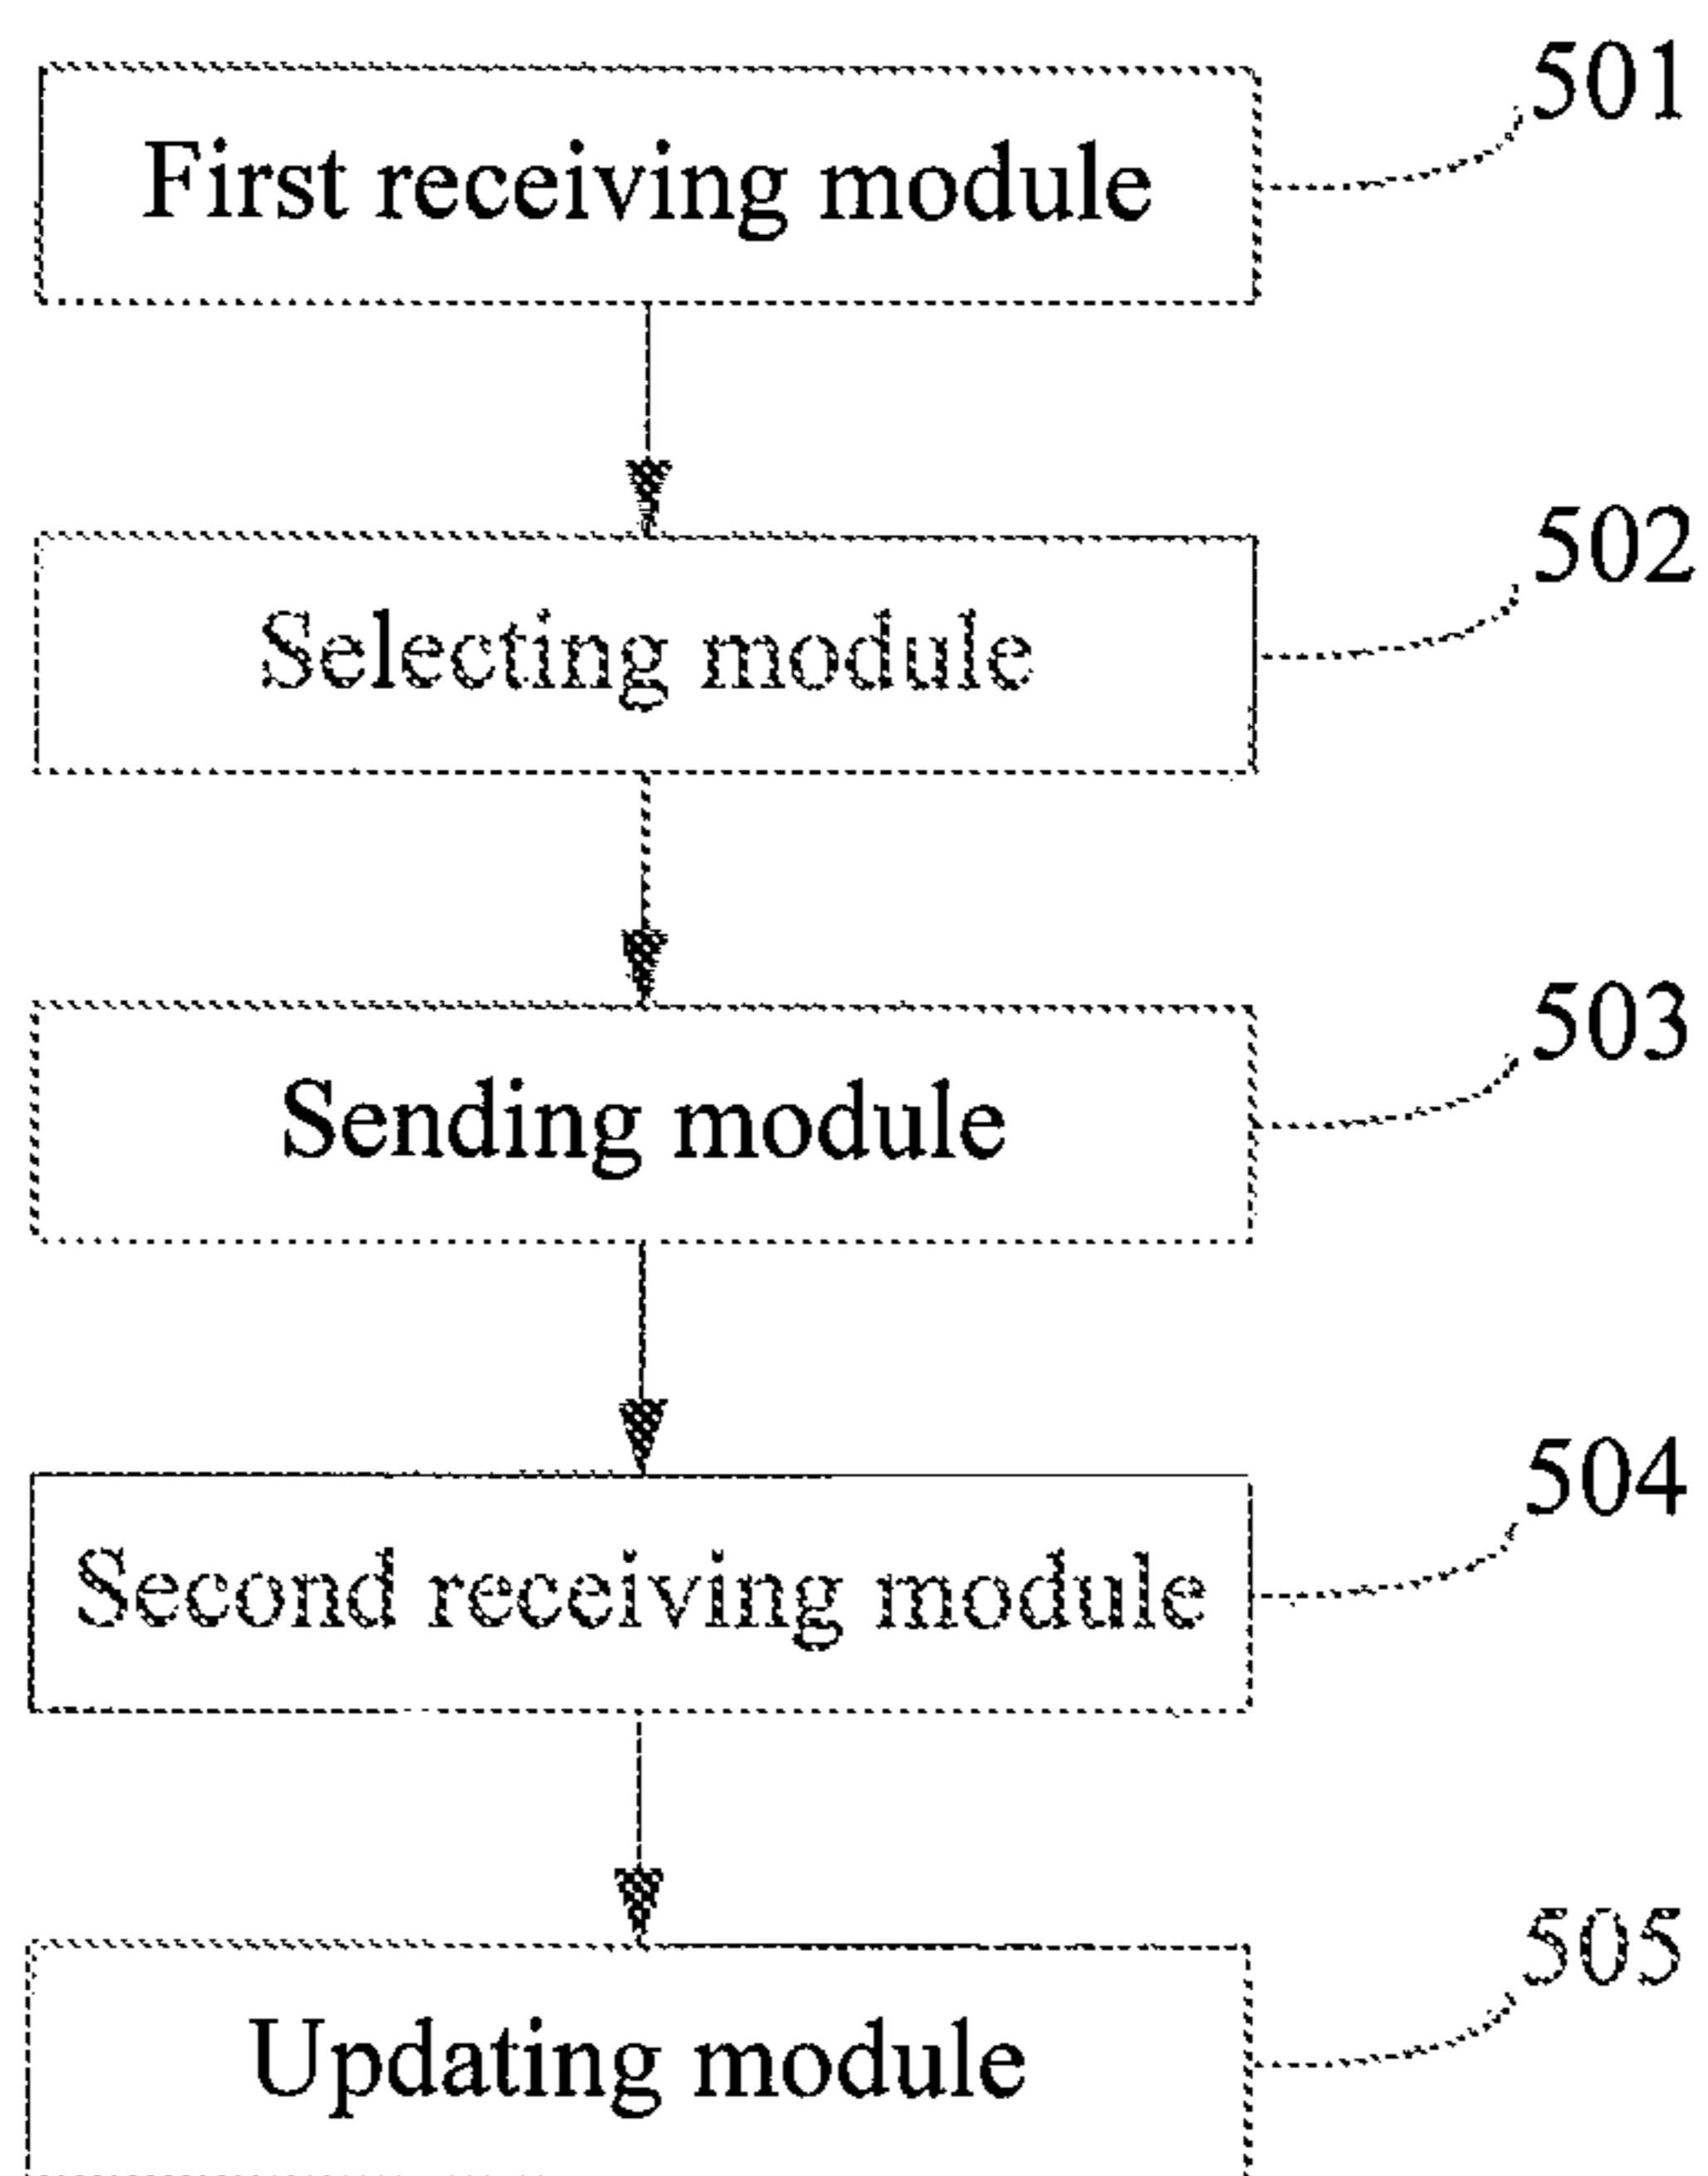 First receiving module
501
Selecting module
502
Sending module
503
Second receiving module
504
Updating module
505